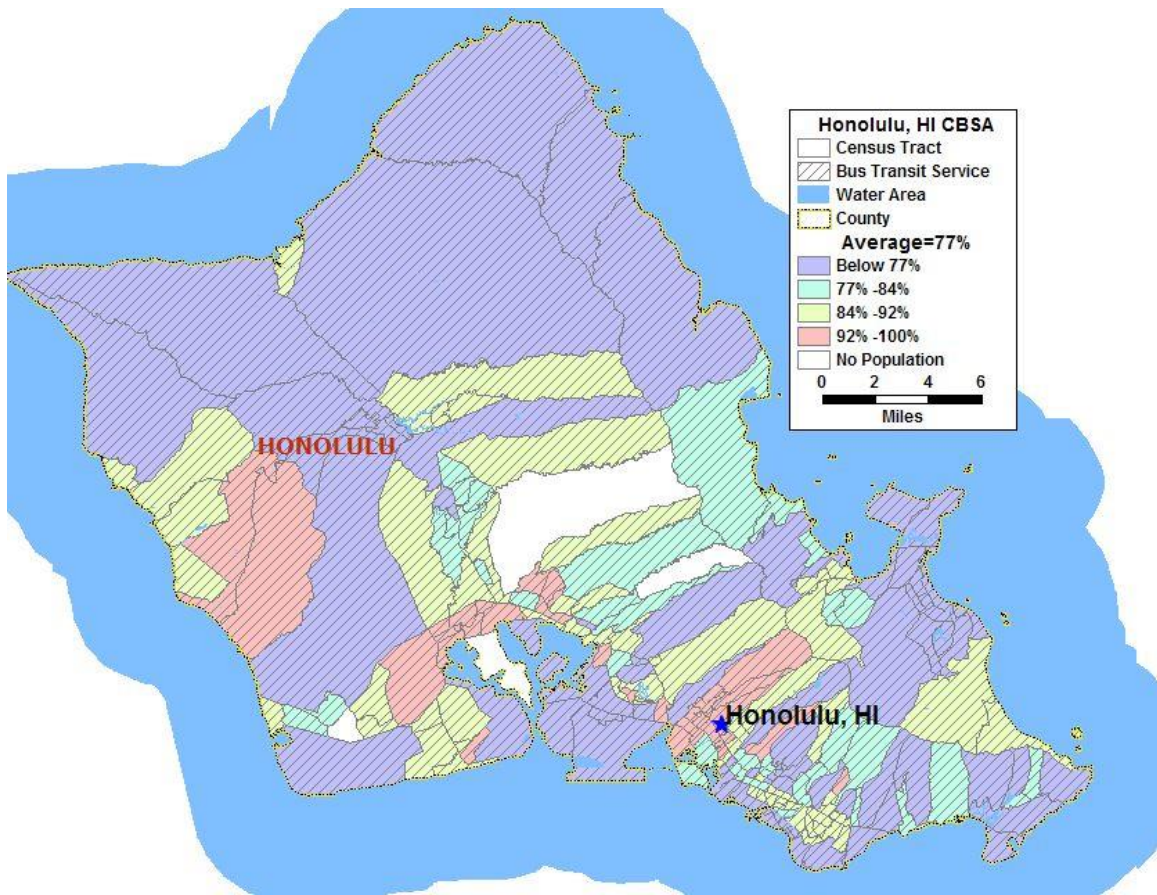 Honolulu, HI CBSA
Census Tract
Bus Transit Service
Water Area
County
Average=77%
Below 77%
77% -84%
84% -92%
92% -100%
No Population
0 2 4 6
Miles
HONOLULU
Honolulu, HI